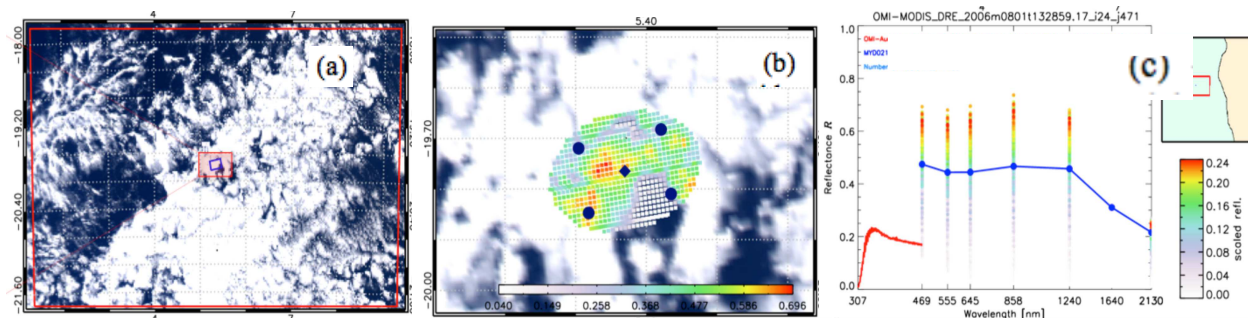 4 7
(a)
-18.00
-19.20
-20.40
-21.60
4 7
5.40
(b)
-19.70
-20.00
0.040 0.149 0.258 0.368 0.477 0.586 0.696
OMI-MODIS_DRE_2006m0801t132859.17_i24_j471
OMI-Au
MYD021
Number
(c)
Reflectance R
1.0
0.8
0.6
0.4
0.2
0.0
307 469 555 645 858 1240 1640 2130
Wavelength [nm]
0.24
0.20
0.16
0.12
0.08
0.04
0.00
scaled refl.